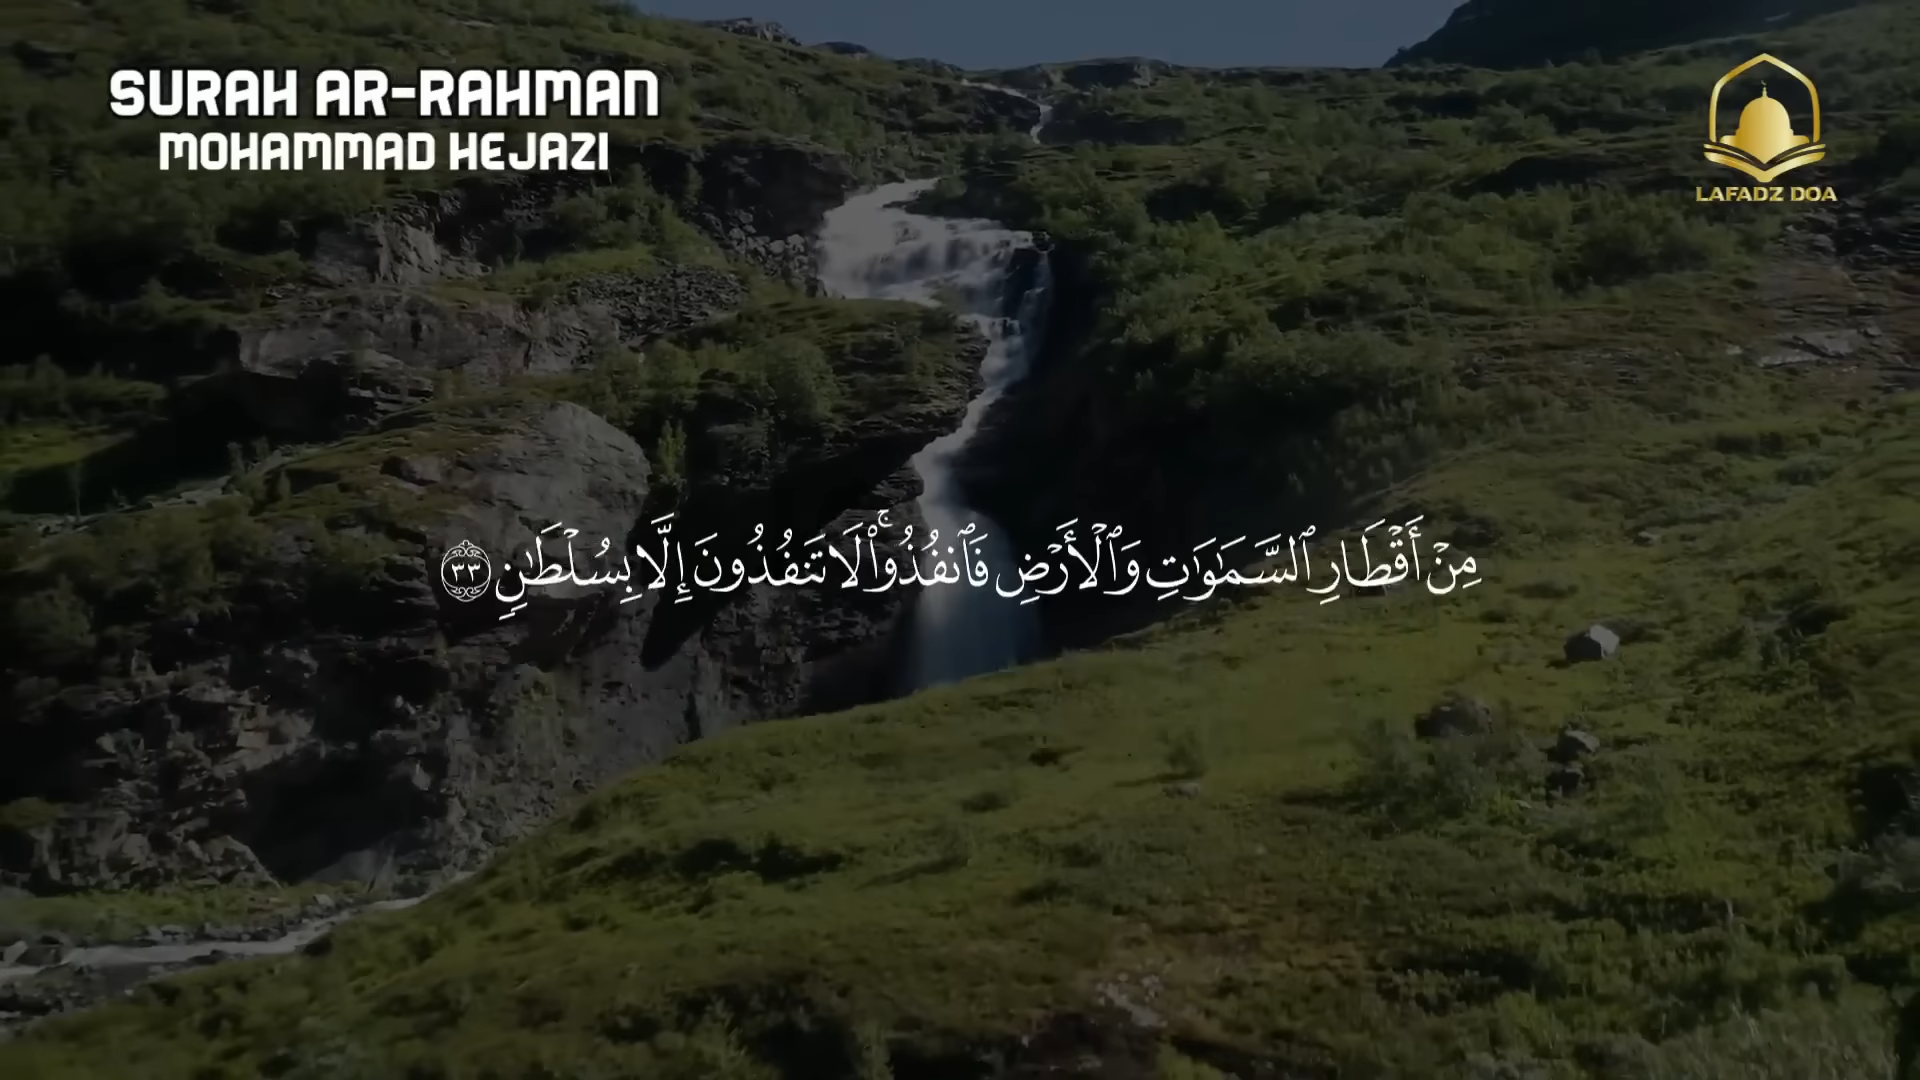 SURAH AR-RAHMAN
MOHAMMAD HEJAZI
LAFADZ DOA
مِنْ أَقْطَارِ ٱلسَّمَـٰوَٰتِ وَٱلْأَرْضِ فَٱنفُذُوا۟ ۚ لَا تَنفُذُونَ إِلَّا بِسُلْطَـٰنٍ ٣٣